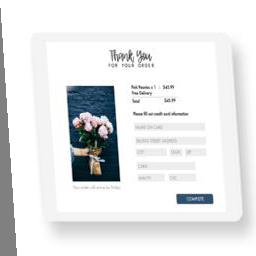 Thank You
FOR YOUR ORDER
Pink Peonies x 1 : $45.99
Free Delivery
Total $45.99
Please fill out credit card information
NAME ON CARD
BILLING STREET ADDRESS
CITY STATE ZIP
CARD
MM/YY CVC
Your order will arrive by Friday
COMPLETE